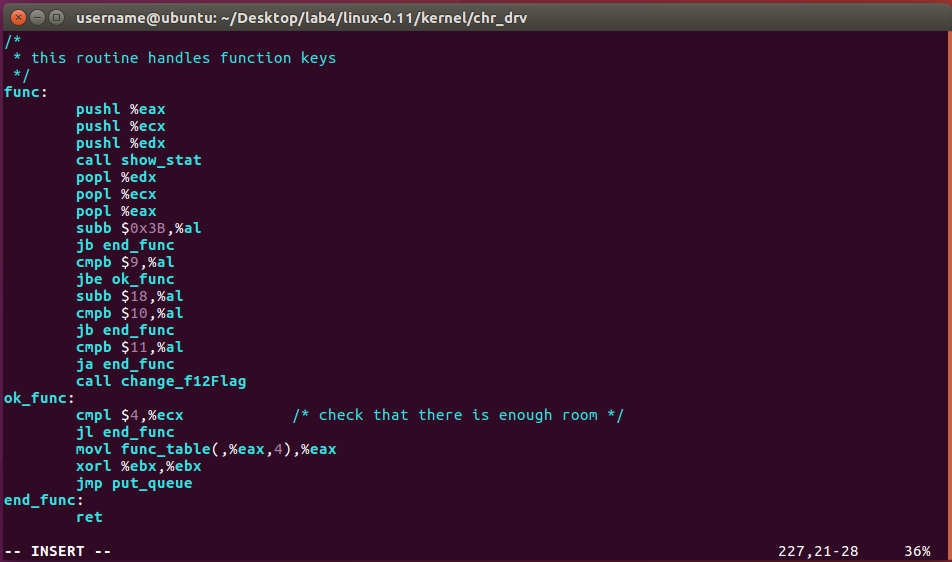 username@ubuntu: ~/Desktop/lab4/linux-0.11/kernel/chr_drv
/*
 * this routine handles function keys
 */
func:
        pushl %eax
        pushl %ecx
        pushl %edx
        call show_stat
        popl %edx
        popl %ecx
        popl %eax
        subb $0x3B,%al
        jb end_func
        cmpb $9,%al
        jbe ok_func
        subb $18,%al
        cmpb $10,%al
        jb end_func
        cmpb $11,%al
        ja end_func
        call change_f12Flag
ok_func:
        cmpl $4,%ecx            /* check that there is enough room */
        jl end_func
        movl func_table(,%eax,4),%eax
        xorl %ebx,%ebx
        jmp put_queue
end_func:
        ret
-- INSERT --                                                                          227,21-28     36%